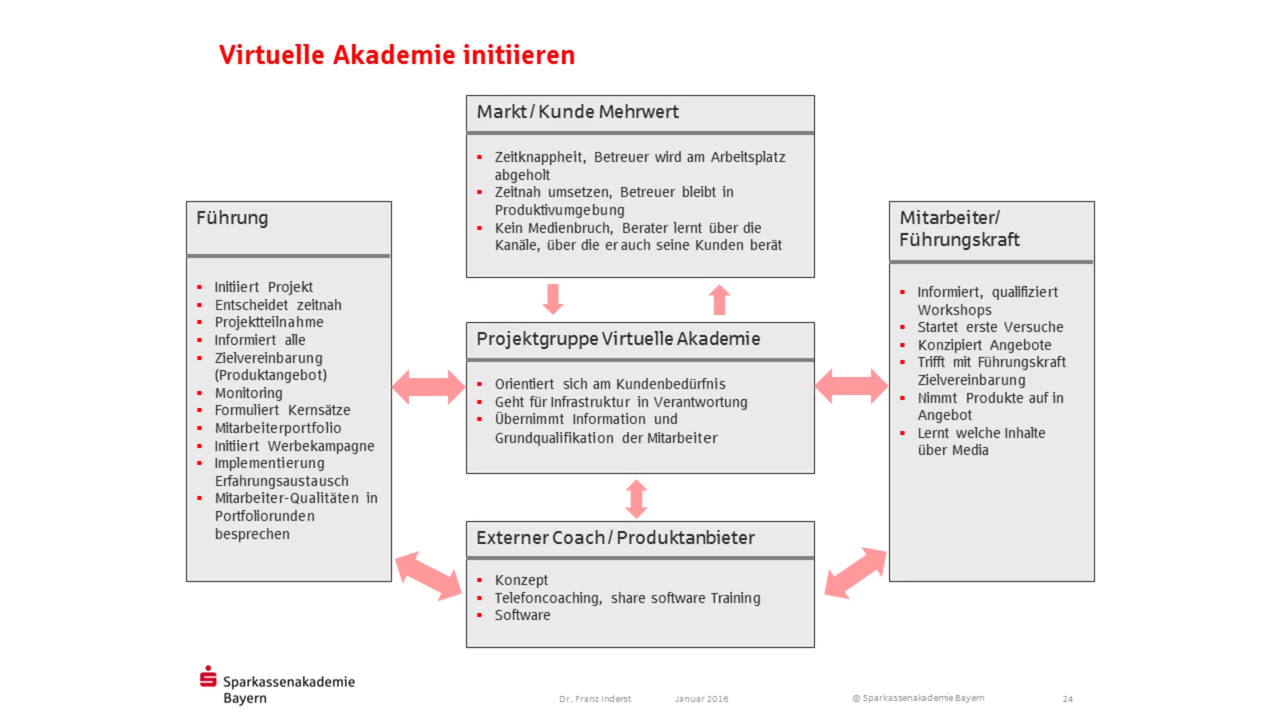 Virtuelle Akademie initiieren
Markt / Kunde Mehrwert
Zeitknappheit, Betreuer wird am Arbeitsplatz
abgeholt
Zeitnah umsetzen, Betreuer bleibt in
Produktivumgebung
Kein Medienbruch, Berater lernt über die
Kanäle, über die er auch seine Kunden berät
Führung
Initiiert Projekt
Entscheidet zeitnah
Projektteilnahme
Informiert alle
Zielvereinbarung
(Produktangebot)
Monitoring
Formuliert Kernsätze
Mitarbeiterportfolio
Initiiert Werbekampagne
Implementierung
Erfahrungsaustausch
Mitarbeiter-Qualitäten in
Portfoliorunden
besprechen
Projektgruppe Virtuelle Akademie
Orientiert sich am Kundenbedürfnis
Geht für Infrastruktur in Verantwortung
Übernimmt Information und
Grundqualifikation der Mitarbeiter
Mitarbeiter/
Führungskraft
Informiert, qualifiziert
Workshops
Startet erste Versuche
Konzipiert Angebote
Trifft mit Führungskraft
Zielvereinbarung
Nimmt Produkte auf in
Angebot
Lernt welche Inhalte
über Media
Externer Coach / Produktanbieter
Konzept
Telefoncoaching, share software Training
Software
Sparkassenakademie
Bayern
Dr. Franz Inderst Januar 2016 © Sparkassenakademie Bayern 24